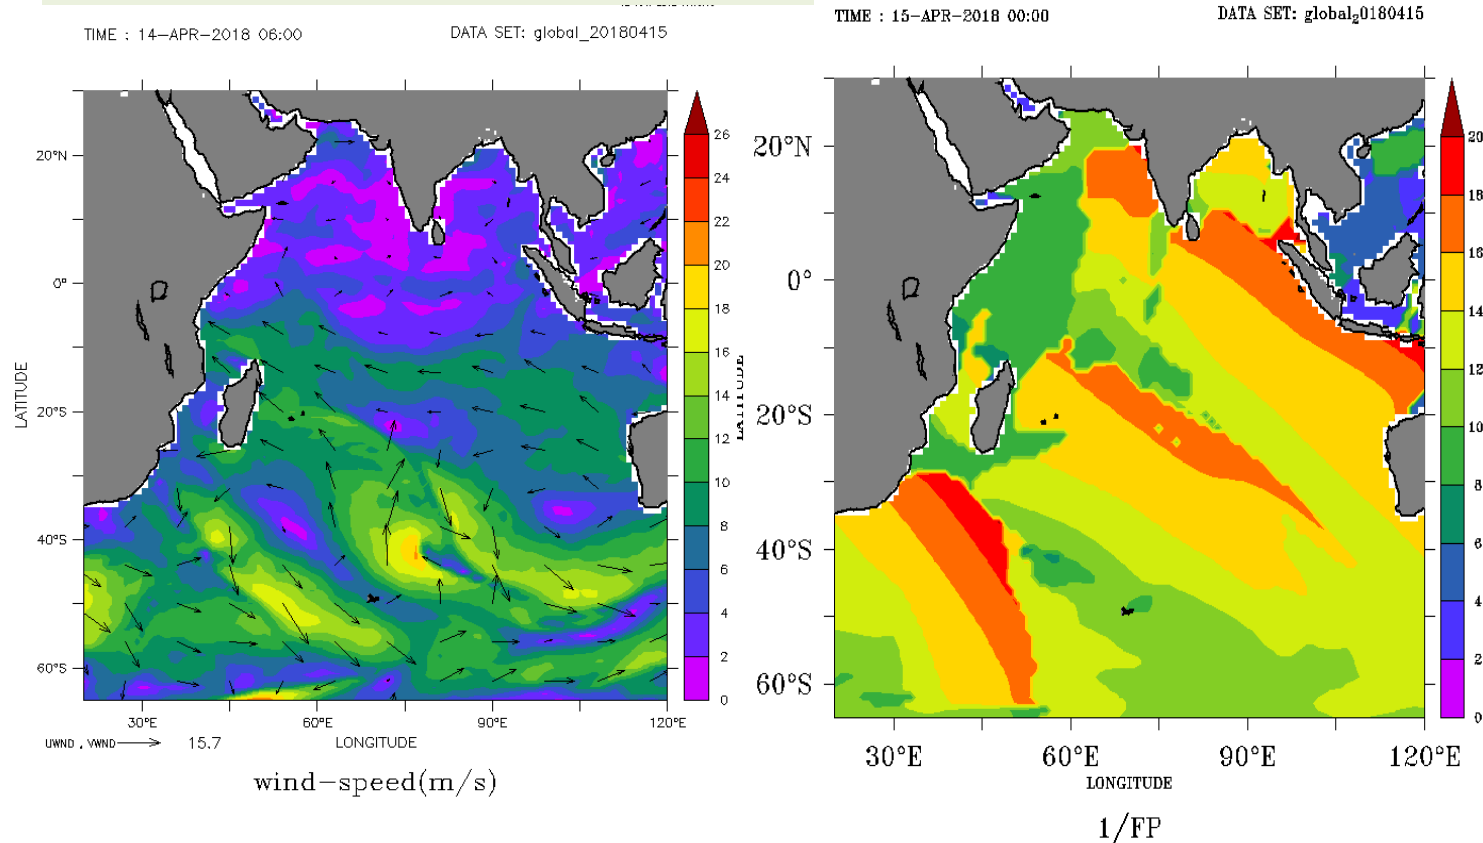 TIME : 14-APR-2018 06:00
DATA SET: global_20180415
26
24
22
20
18
16
14
12
10
8
6
4
2
0
20°N
0°
20°S
40°S
60°S
LATITUDE
30°E 60°E 90°E 120°E
UWND , VWND 15.7
LONGITUDE
wind-speed(m/s)
TIME : 15-APR-2018 00:00
DATA SET: global₂0180415
20
18
16
14
12
10
8
6
4
2
0
20°N
0°
20°S
40°S
60°S
LATITUDE
30°E 60°E 90°E 120°E
LONGITUDE
1/FP